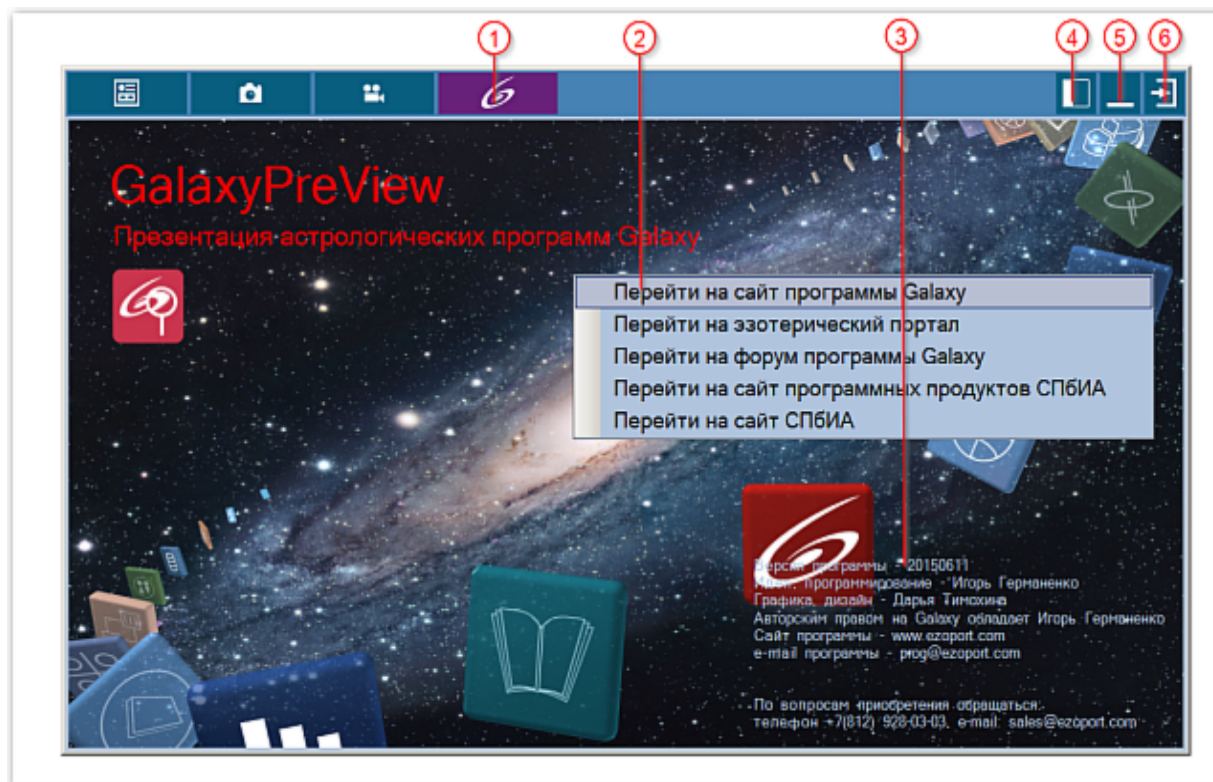 1 2 3 4 5 6
GalaxyPreView
Презентация астрологических программ Galaxy
Перейти на сайт программы Galaxy
Перейти на эзотерический портал
Перейти на форум программы Galaxy
Перейти на сайт программных продуктов СПбИА
Перейти на сайт СПбИА
Версия программы - 20150611
Идея, программирование - Игорь Германенко
Графика, дизайн - Дарья Тимохина
Авторским правом на Galaxy обладает Игорь Германенко
Сайт программы - www.ezoport.com
e-mail программы - prog@ezoport.com
По вопросам приобретения обращаться:
телефон +7(812) 928-03-03, e-mail: sales@ezoport.com